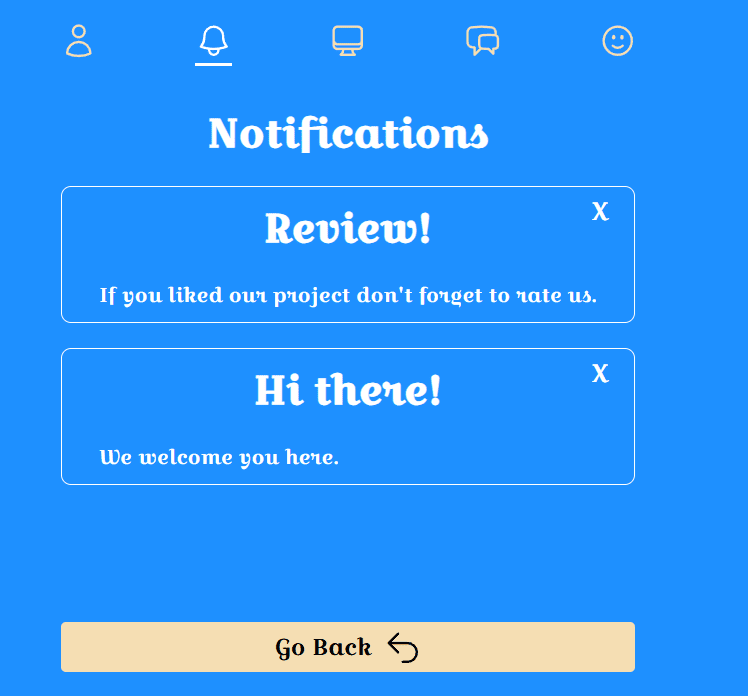 Notifications
Review!
X
If you liked our project don't forget to rate us.
Hi there!
X
We welcome you here.
Go Back